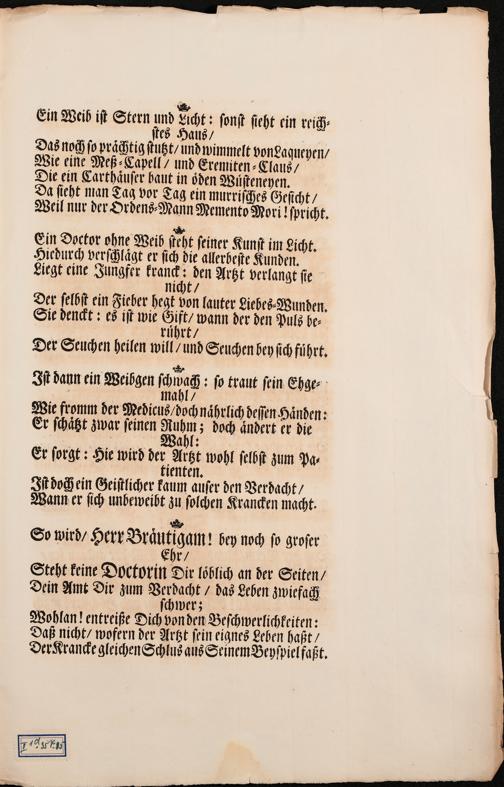 Ein Weib ist Stern und Licht: sonst sieht ein reich-
stes Haus/
Das noch so prächtig stutzt/ und wimmelt von Laqueyen/
Wie eine Meß-Capell/ und Eremiten-Claus/
Die ein Carthäuser baut in öden Wüsteneyen.
Da sieht man Tag vor Tag ein murrisches Gesicht/
Weil nur der Ordens-Mann Memento Mori! spricht.
Ein Doctor ohne Weib steht seiner Kunst im Licht.
Hiedurch verschlägt er sich die allerbeste Kunden.
Liegt eine Jungfer kranck: den Artzt verlangt sie
nicht/
Der selbst ein Fieber hegt von lauter Liebes-Wunden.
Sie denckt: es ist wie Gift/ wann der den Puls be-
rührt/
Der Seuchen heilen will/ und Seuchen bey sich führt.
Ist dann ein Weibgen schwach: so traut sein Ehge-
mahl/
Wie fromm der Medicus/ doch nährlich dessen Händen:
Er schätzt zwar seinen Ruhm; doch ändert er die
Wahl:
Er sorgt: Hie wird der Artzt wohl selbst zum Pa-
tienten.
Ist doch ein Geistlicher kaum auser den Verdacht/
Wann er sich unbeweibt zu solchen Krancken macht.
So wird/ Herr Bräutigam! bey noch so groser
Ehr/
Steht keine Doctorin Dir löblich an der Seiten/
Dein Amt Dir zum Verdacht/ das Leben zwiefach
schwer;
Wohlan! entreiße Dich von den Beschwerlichkeiten:
Daß nicht/ wofern der Artzt sein eignes Leben haßt/
Der Krancke gleichen Schlus aus Seinem Beyspiel faßt.